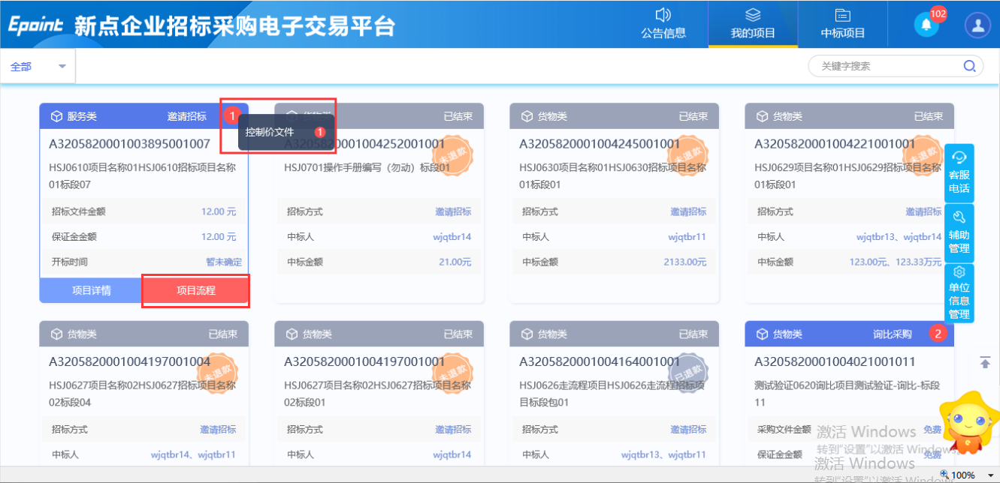 Epoint 新点企业招标采购电子交易平台
公告信息
我的项目
中标项目
102
全部
关键字搜索
服务类 邀请招标 1
控制价文件 1
A3205820001003895001007
HSJ0610项目名称01HSJ0610招标项目名称
01标段07
招标文件金额 12.00 元
保证金金额 12.00 元
开标时间 暂未确定
项目详情 项目流程
货物类 已结束
A3205820001004252001001
未退款
HSJ0701操作手册编写（勿动）标段01
招标方式 邀请招标
中标人 wjqtbr14
中标金额 21.00元
货物类 已结束
A3205820001004245001001
未退款
HSJ0630项目名称01HSJ0630招标项目名称
01标段01
招标方式 邀请招标
中标人 wjqtbr11
中标金额 2133.00元
货物类 已结束
A3205820001004221001001
未退款
HSJ0629项目名称01HSJ0629招标项目名称
01标段01
招标方式 邀请招标
中标人 wjqtbr13、wjqtbr14
中标金额 123.00元、123.33万元
客服
电话
辅助
管理
单位
信息
管理
货物类 已结束
A3205820001004197001004
未退款
HSJ0627项目名称02HSJ0627招标项目名称
02标段04
招标方式 邀请招标
中标人 wjqtbr14、wjqtbr11
货物类 已结束
A3205820001004197001001
未退款
HSJ0627项目名称02HSJ0627招标项目名称
02标段01
招标方式 邀请招标
中标人 wjqtbr14
货物类 已结束
A3205820001004164001001
已退款
HSJ0626走流程项目HSJ0626走流程招标项
目标段包01
招标方式 邀请招标
中标人 wjqtbr13、wjqtbr11
货物类 询比采购 2
A3205820001004021001011
测试验证0620询比项目测试验证-询比-标段
11
采购文件金额 免费
保证金金额 免费
激活 Windows
转到"设置"以激活 Windows。
激活 Windows
转到"设置"以激活 Windows
100%